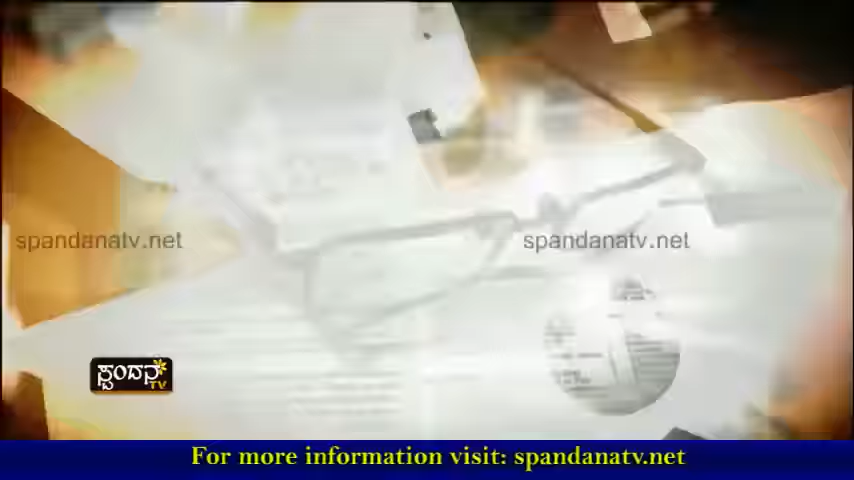 spandanatv.net
spandanatv.net
ಸ್ಪಂದನ
TV
For more information visit: spandanatv.net